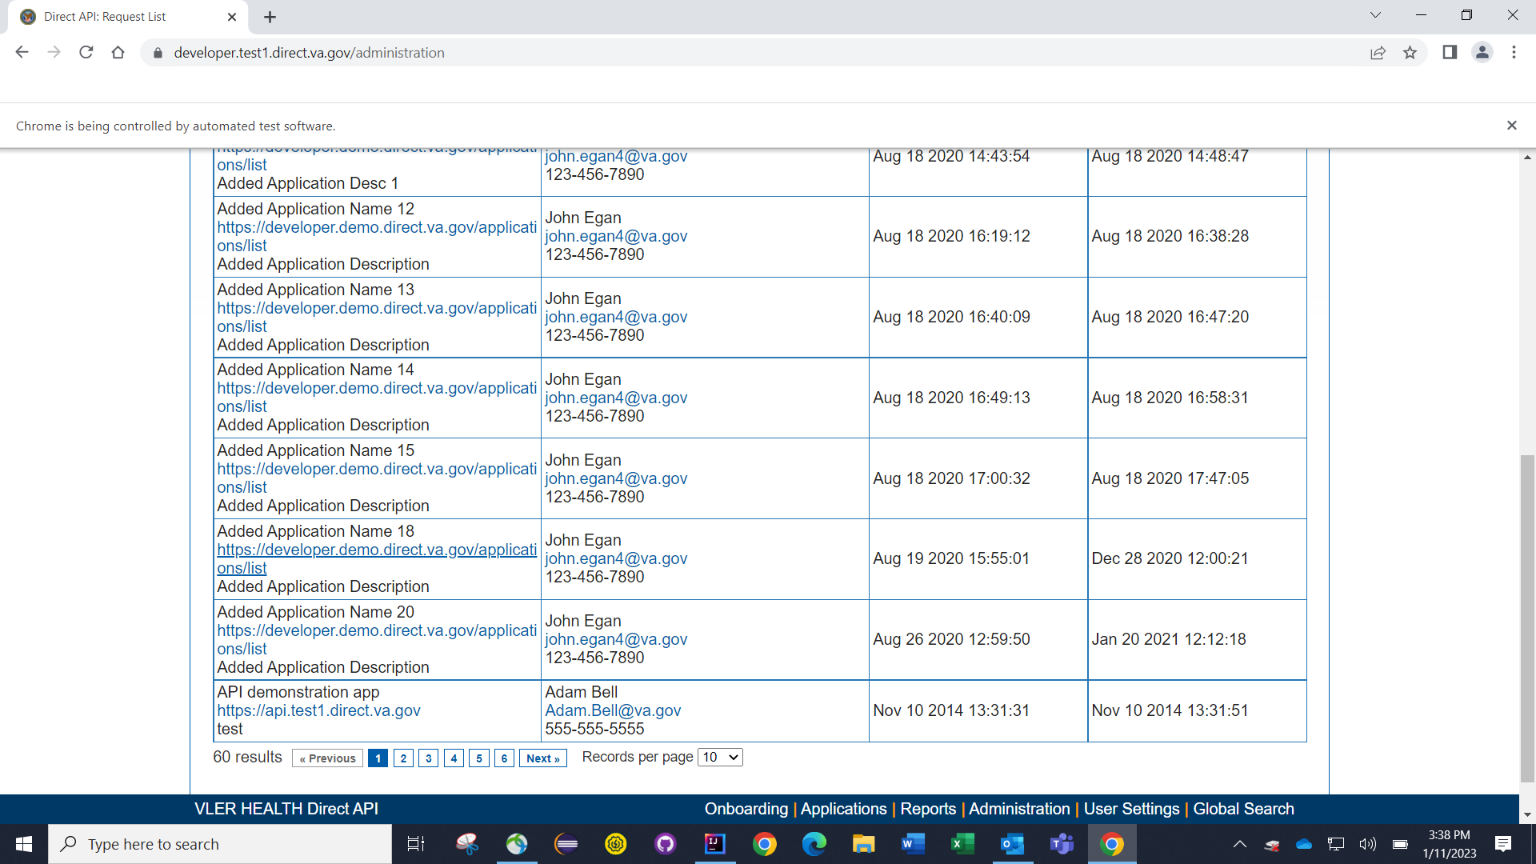 Direct API: Request List
developer.test1.direct.va.gov/administration
Chrome is being controlled by automated test software.
https://developer.demo.direct.va.gov/applicati
ons/list
Added Application Desc 1
john.egan4@va.gov
123-456-7890
Aug 18 2020 14:43:54
Aug 18 2020 14:48:47
Added Application Name 12
https://developer.demo.direct.va.gov/applicati
ons/list
Added Application Description
John Egan
john.egan4@va.gov
123-456-7890
Aug 18 2020 16:19:12
Aug 18 2020 16:38:28
Added Application Name 13
https://developer.demo.direct.va.gov/applicati
ons/list
Added Application Description
John Egan
john.egan4@va.gov
123-456-7890
Aug 18 2020 16:40:09
Aug 18 2020 16:47:20
Added Application Name 14
https://developer.demo.direct.va.gov/applicati
ons/list
Added Application Description
John Egan
john.egan4@va.gov
123-456-7890
Aug 18 2020 16:49:13
Aug 18 2020 16:58:31
Added Application Name 15
https://developer.demo.direct.va.gov/applicati
ons/list
Added Application Description
John Egan
john.egan4@va.gov
123-456-7890
Aug 18 2020 17:00:32
Aug 18 2020 17:47:05
Added Application Name 18
https://developer.demo.direct.va.gov/applicati
ons/list
Added Application Description
John Egan
john.egan4@va.gov
123-456-7890
Aug 19 2020 15:55:01
Dec 28 2020 12:00:21
Added Application Name 20
https://developer.demo.direct.va.gov/applicati
ons/list
Added Application Description
John Egan
john.egan4@va.gov
123-456-7890
Aug 26 2020 12:59:50
Jan 20 2021 12:12:18
API demonstration app
https://api.test1.direct.va.gov
test
Adam Bell
Adam.Bell@va.gov
555-555-5555
Nov 10 2014 13:31:31
Nov 10 2014 13:31:51
60 results « Previous 1 2 3 4 5 6 Next » Records per page 10
VLER HEALTH Direct API Onboarding | Applications | Reports | Administration | User Settings | Global Search
Type here to search
3:38 PM
1/11/2023